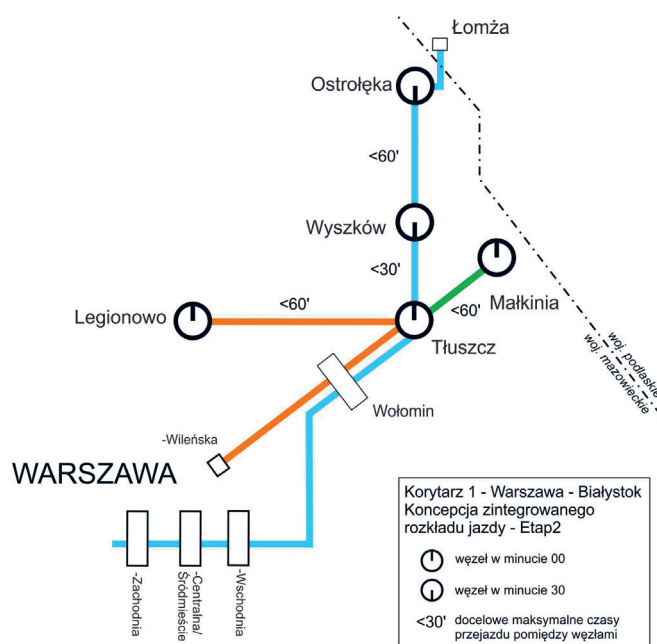 Łomża
Ostrołęka
<60'
Wyszków
<30'
Małkinia
<60'
<60'
Legionowo
Tłuszcz
woj. podlaskie
woj. mazowieckie
Wołomin
-Wileńska
WARSZAWA
-Zachodnia
-Centralna/
Śródmieście
-Wschodnia
Korytarz 1 - Warszawa - Białystok
Koncepcja zintegrowanego
rozkładu jazdy - Etap2
węzeł w minucie 00
węzeł w minucie 30
<30' docelowe maksymalne czasy
przejazdu pomiędzy węzłami